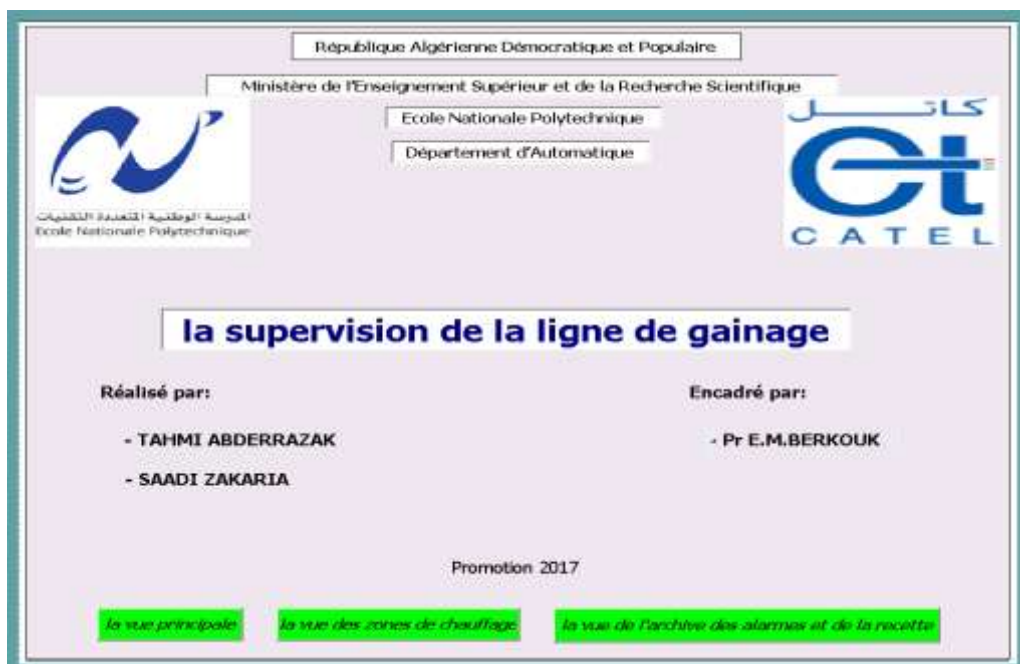 République Algérienne Démocratique et Populaire
Ministère de l'Enseignement Supérieur et de la Recherche Scientifique
Ecole Nationale Polytechnique
Département d'Automatique
المدرسة الوطنية المتعددة التقنيات
Ecole Nationale Polytechnique
كاتل
CATEL
la supervision de la ligne de gainage
Réalisé par:
Encadré par:
- TAHMI ABDERRAZAK
- Pr E.M.BERKOUK
- SAADI ZAKARIA
Promotion 2017
la vue principale
la vue des zones de chauffage
la vue de l'archive des alarmes et de la recette